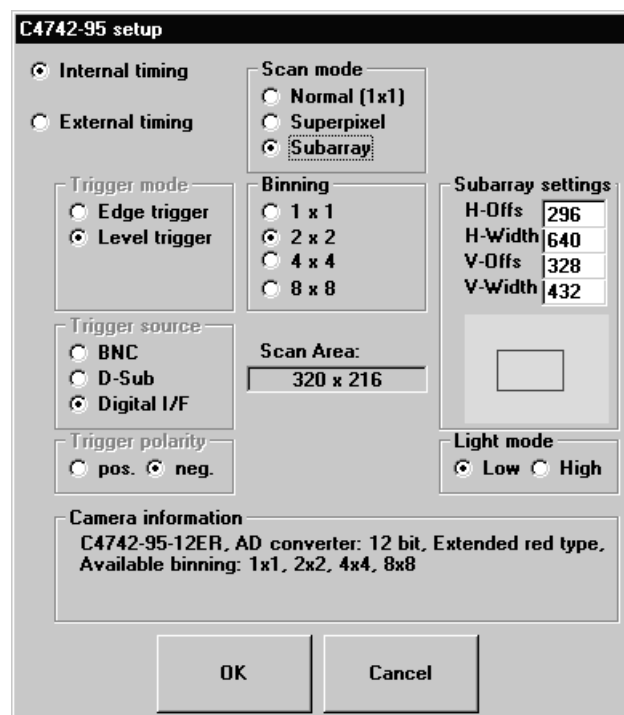 C4742-95 setup
Internal timing
External timing
Scan mode
Normal (1x1)
Superpixel
Subarray
Trigger mode
Edge trigger
Level trigger
Binning
1 x 1
2 x 2
4 x 4
8 x 8
Subarray settings
H-Offs 296
H-Width 640
V-Offs 328
V-Width 432
Trigger source
BNC
D-Sub
Digital I/F
Scan Area:
320 x 216
Trigger polarity
pos. neg.
Light mode
Low High
Camera information
C4742-95-12ER, AD converter: 12 bit, Extended red type,
Available binning: 1x1, 2x2, 4x4, 8x8
OK Cancel